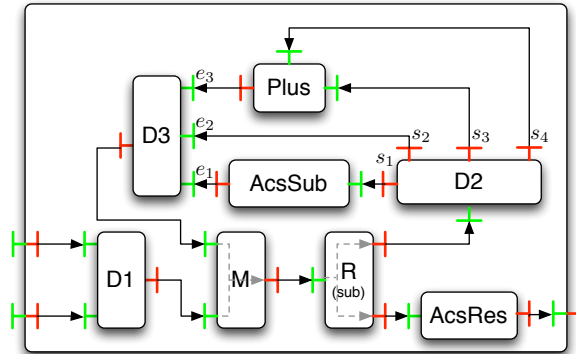 e3
Plus
D3
e2
s2
s3
s4
e1
AcsSub
s1
D2
D1
M
R
(sub)
AcsRes